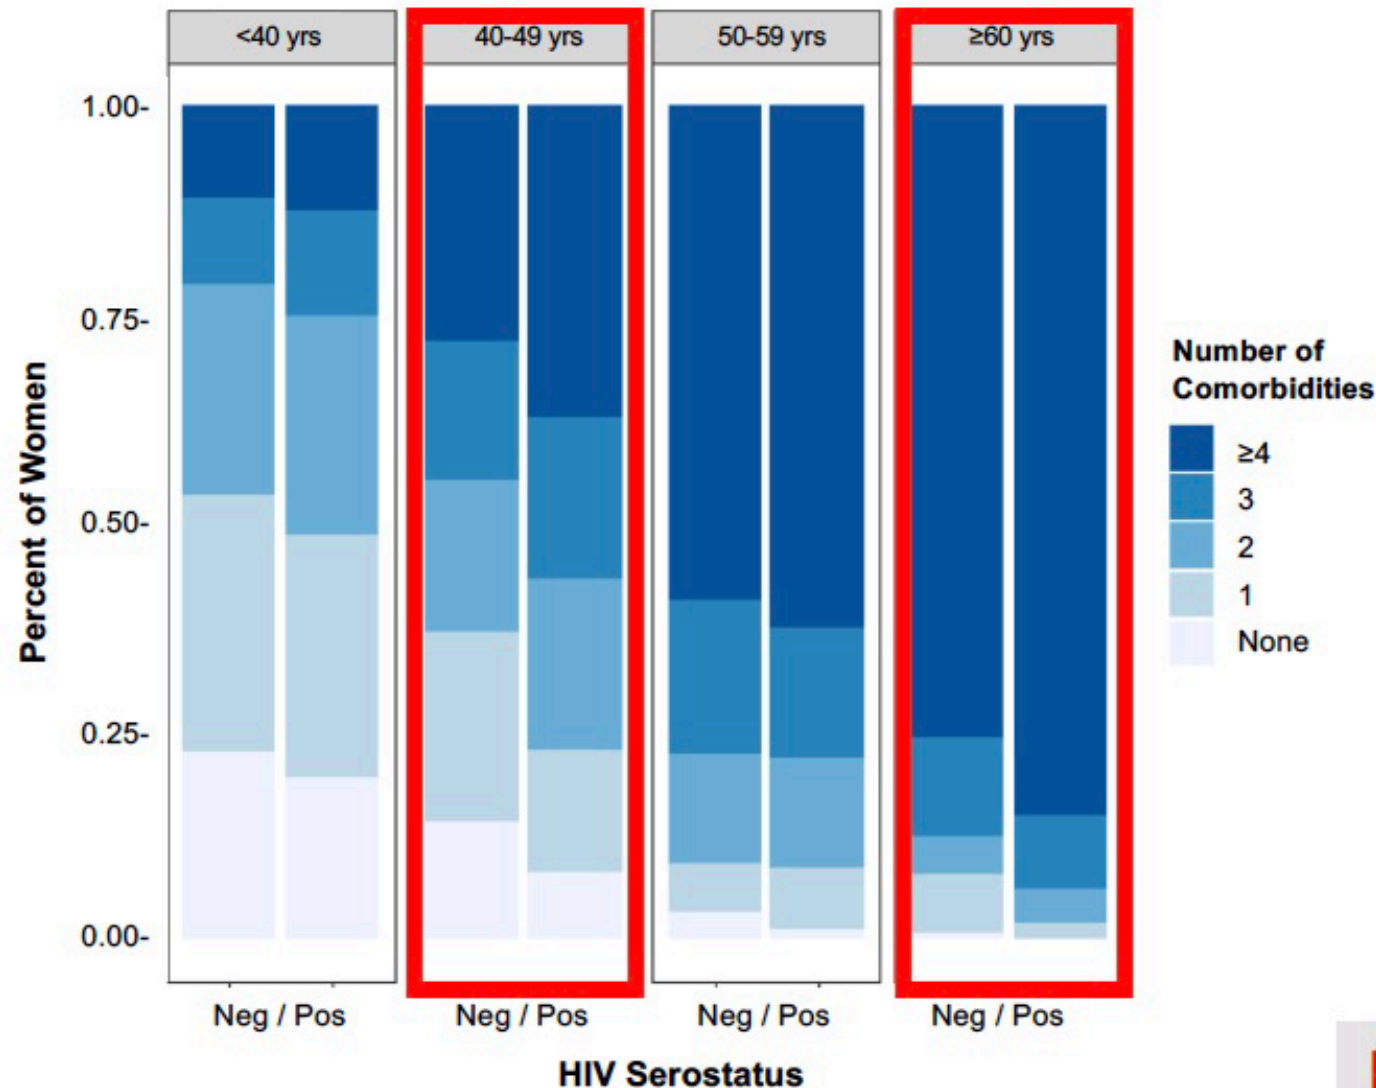 <40 yrs
40-49 yrs
50-59 yrs
≥60 yrs
1.00-
0.75-
0.50-
0.25-
0.00-
Percent of Women
Neg / Pos
Neg / Pos
Neg / Pos
Neg / Pos
HIV Serostatus
Number of
Comorbidities
≥4
3
2
1
None